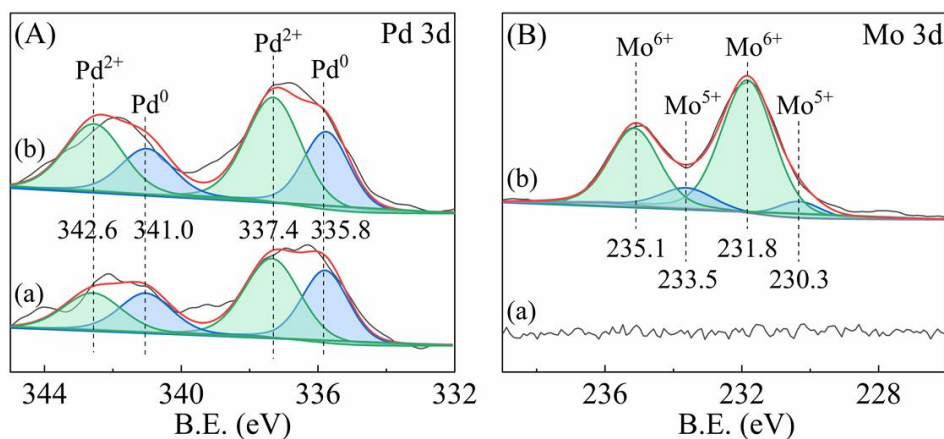 (A) Pd 3d
Pd2+ Pd0 Pd2+ Pd0
(b)
342.6 341.0 337.4 335.8
(a)
344 340 336 332
B.E. (eV)
(B) Mo 3d
Mo6+ Mo5+ Mo6+ Mo5+
(b)
235.1 233.5 231.8 230.3
(a)
236 232 228
B.E. (eV)